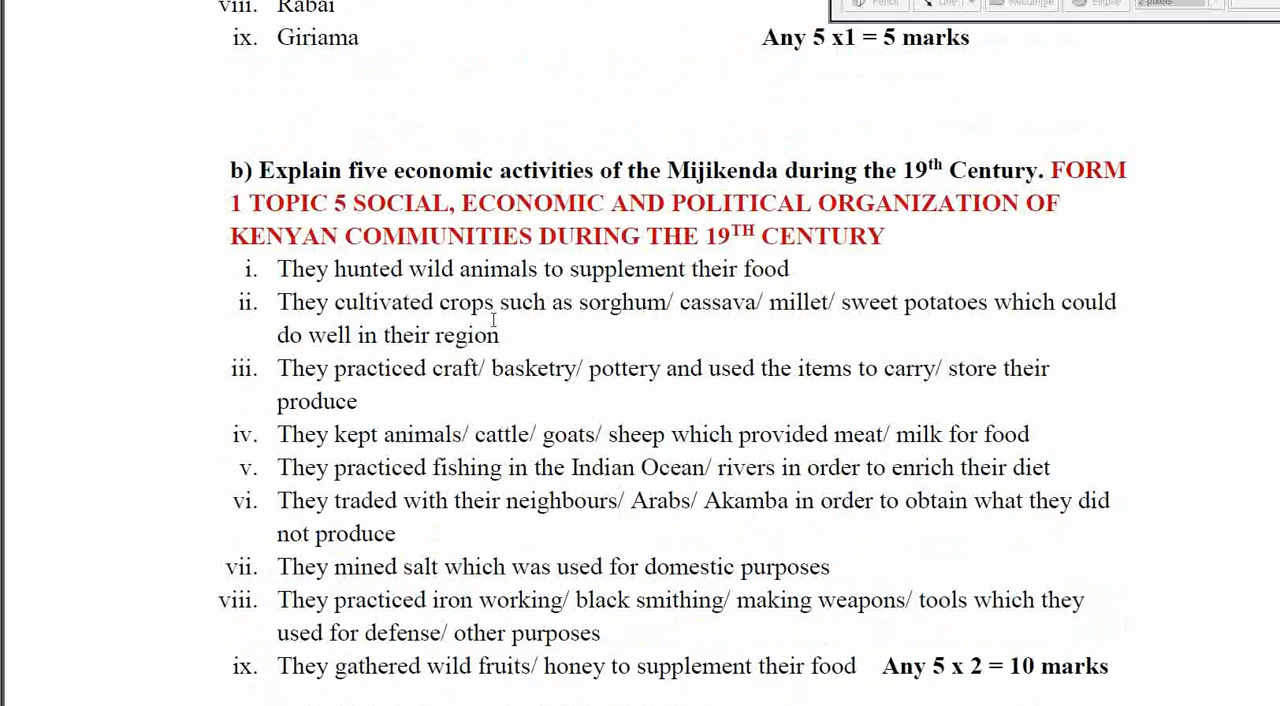 Pencil Line Rectangle Ellipse 2 pixels
viii. Rabai
ix. Giriama Any 5 x1 = 5 marks
b) Explain five economic activities of the Mijikenda during the 19th Century. FORM
1 TOPIC 5 SOCIAL, ECONOMIC AND POLITICAL ORGANIZATION OF
KENYAN COMMUNITIES DURING THE 19TH CENTURY
i. They hunted wild animals to supplement their food
ii. They cultivated crops such as sorghum/ cassava/ millet/ sweet potatoes which could
do well in their region
iii. They practiced craft/ basketry/ pottery and used the items to carry/ store their
produce
iv. They kept animals/ cattle/ goats/ sheep which provided meat/ milk for food
v. They practiced fishing in the Indian Ocean/ rivers in order to enrich their diet
vi. They traded with their neighbours/ Arabs/ Akamba in order to obtain what they did
not produce
vii. They mined salt which was used for domestic purposes
viii. They practiced iron working/ black smithing/ making weapons/ tools which they
used for defense/ other purposes
ix. They gathered wild fruits/ honey to supplement their food Any 5 x 2 = 10 marks